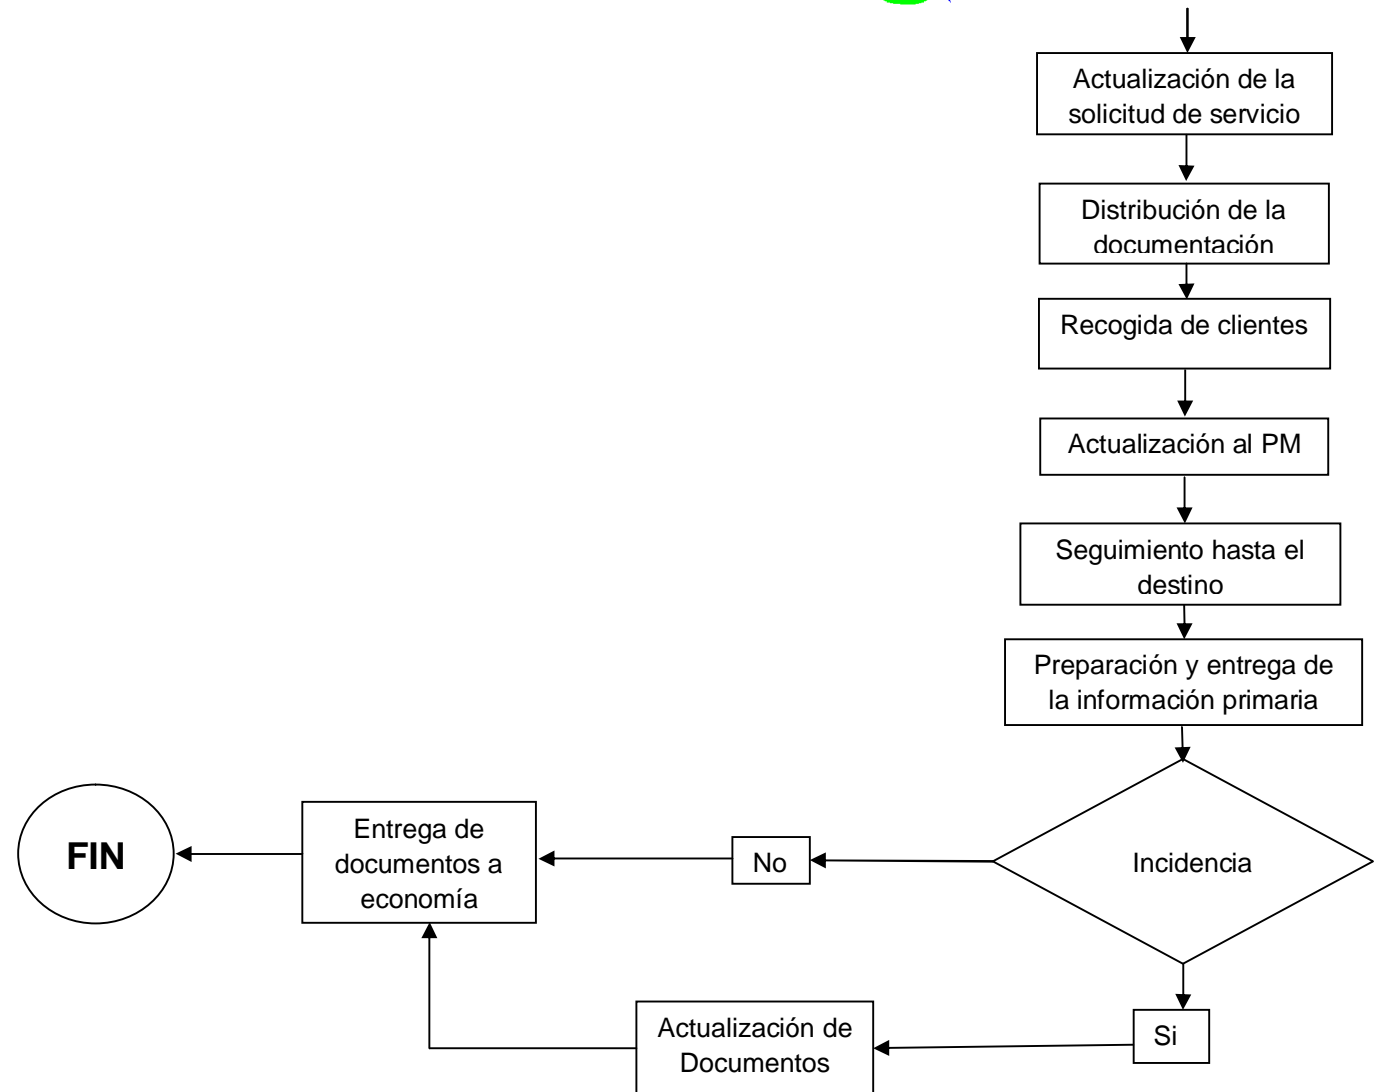 Actualización de la
solicitud de servicio
Distribución de la
documentación
Recogida de clientes
Actualización al PM
Seguimiento hasta el
destino
Preparación y entrega de
la información primaria
Incidencia
No
Entrega de
documentos a
economía
FIN
Si
Actualización de
Documentos